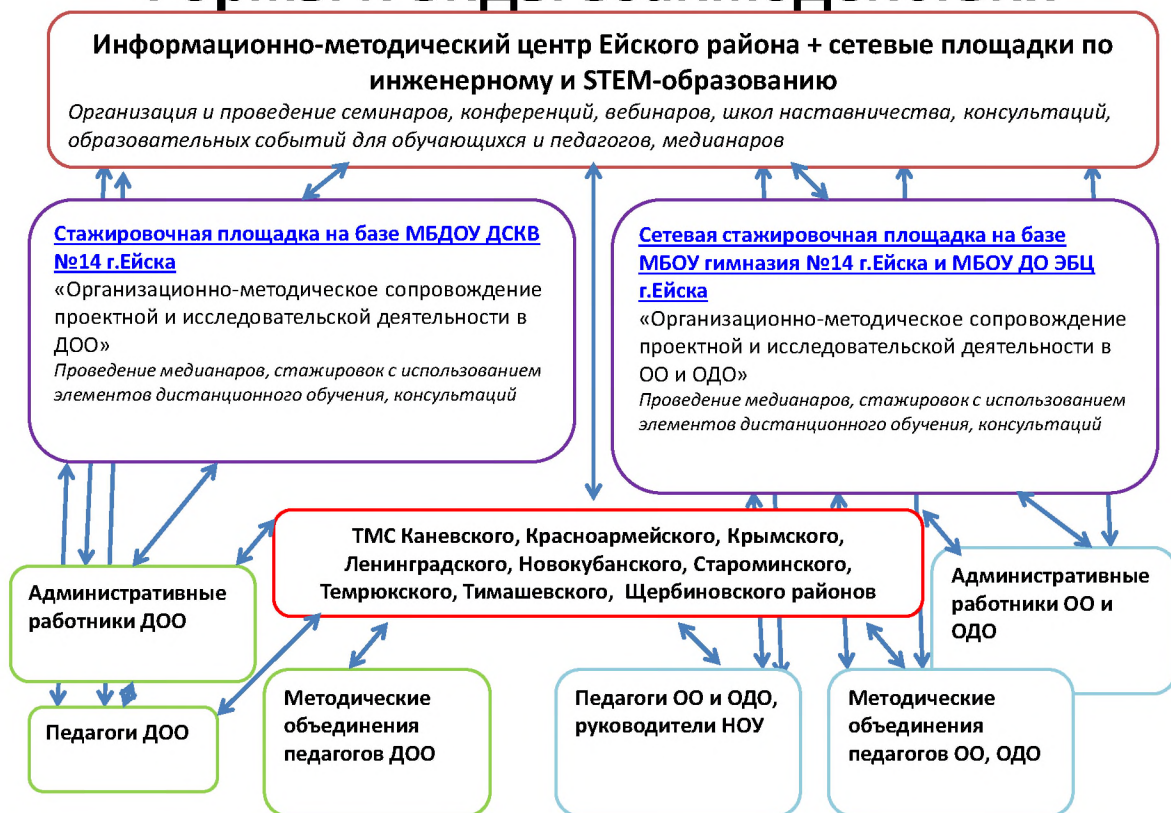 Информационно-методический центр Ейского района + сетевые площадки по
инженерному и STEM-образованию
Организация и проведение семинаров, конференций, вебинаров, школ наставничества, консультаций,
образовательных событий для обучающихся и педагогов, медианаров
Стажировочная площадка на базе МБДОУ ДСКВ
№14 г.Ейска
«Организационно-методическое сопровождение
проектной и исследовательской деятельности в
ДОО»
Проведение медианаров, стажировок с использованием
элементов дистанционного обучения, консультаций
Сетевая стажировочная площадка на базе
МБОУ гимназия №14 г.Ейска и МБОУ ДО ЭБЦ
г.Ейска
«Организационно-методическое сопровождение
проектной и исследовательской деятельности в
ОО и ОДО»
Проведение медианаров, стажировок с использованием
элементов дистанционного обучения, консультаций
ТМС Каневского, Красноармейского, Крымского,
Ленинградского, Новокубанского, Староминского,
Темрюкского, Тимашевского, Щербиновского районов
Административные
работники ДОО
Административные
работники ОО и
ОДО
Педагоги ДОО
Методические
объединения
педагогов ДОО
Педагоги ОО и ОДО,
руководители НОУ
Методические
объединения
педагогов ОО, ОДО